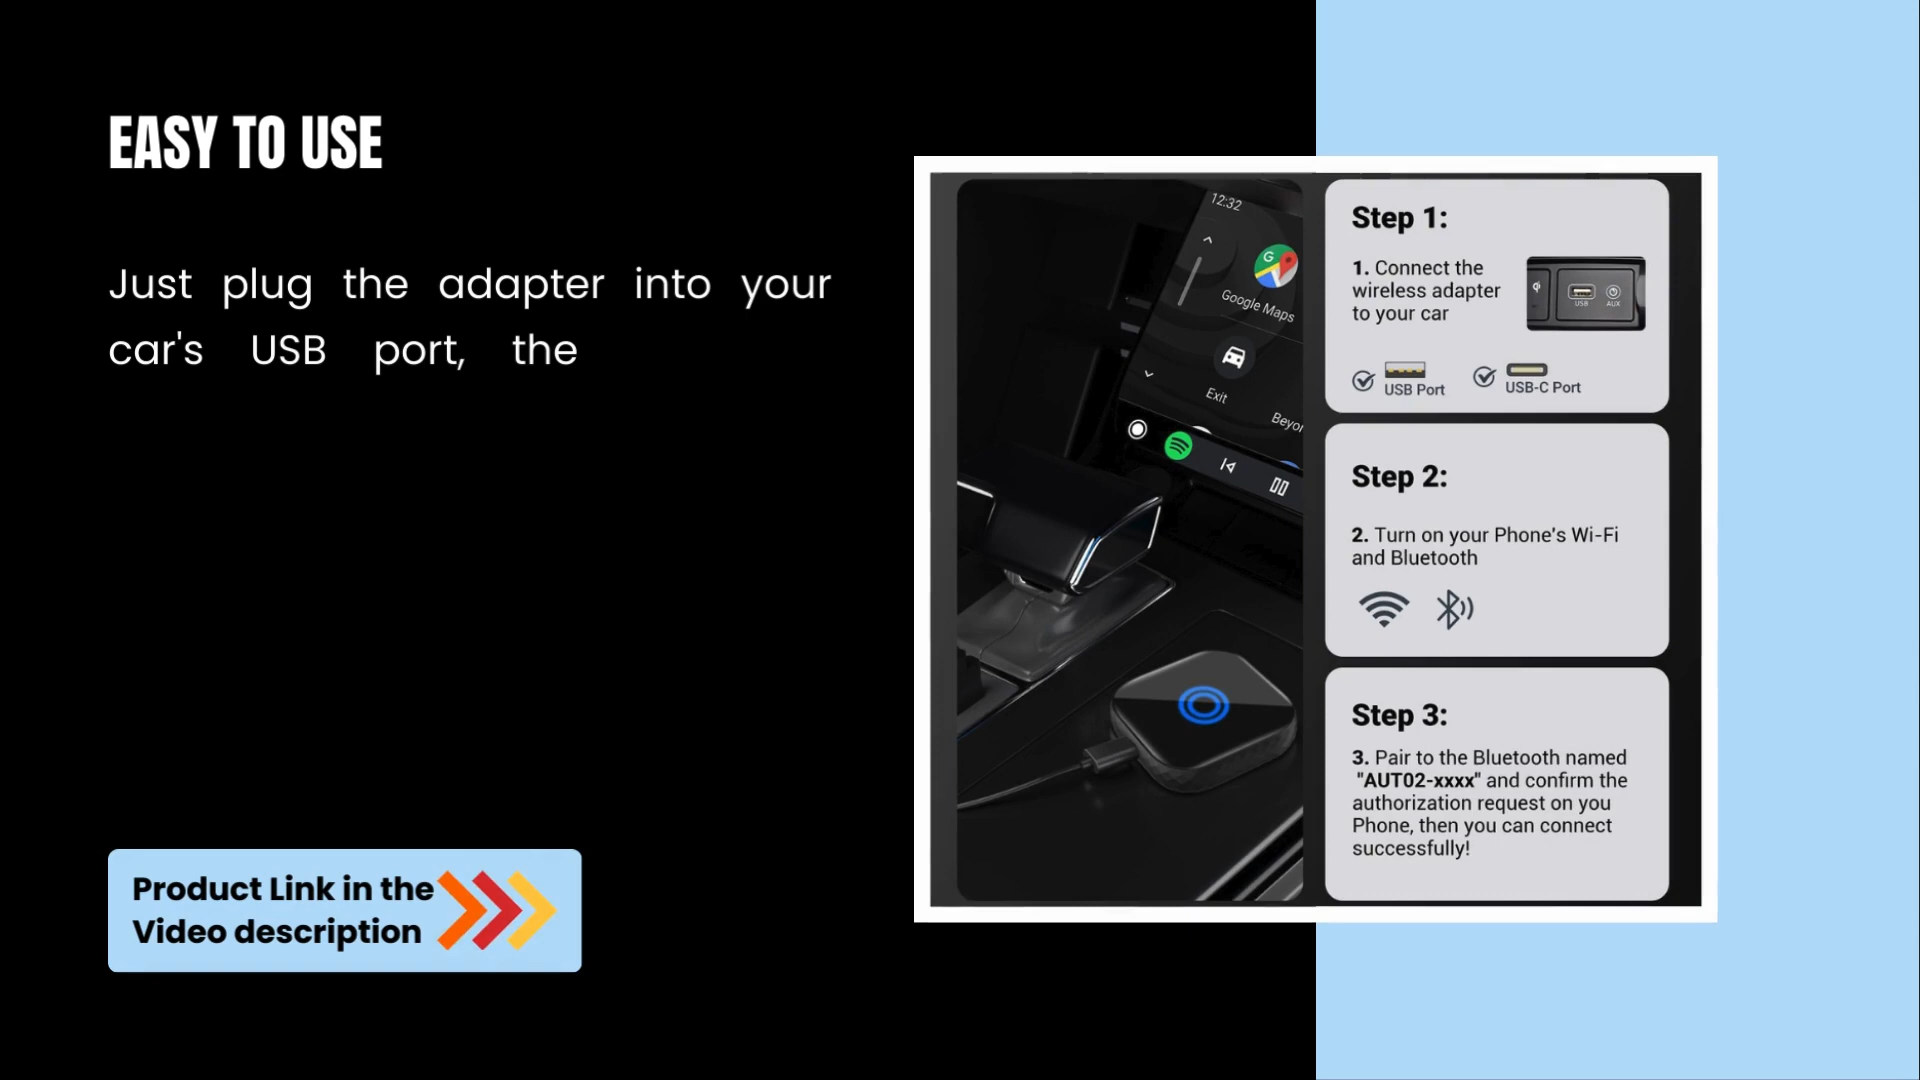 EASY TO USE
Just plug the adapter into your
car's USB port, the
Product Link in the
Video description
12:32
Google Maps
Exit
Beyon
Step 1:
1. Connect the
wireless adapter
to your car
USB
AUX
USB Port
USB-C Port
Step 2:
2. Turn on your Phone's Wi-Fi
and Bluetooth
Step 3:
3. Pair to the Bluetooth named
"AUT02-xxxx" and confirm the
authorization request on you
Phone, then you can connect
successfully!